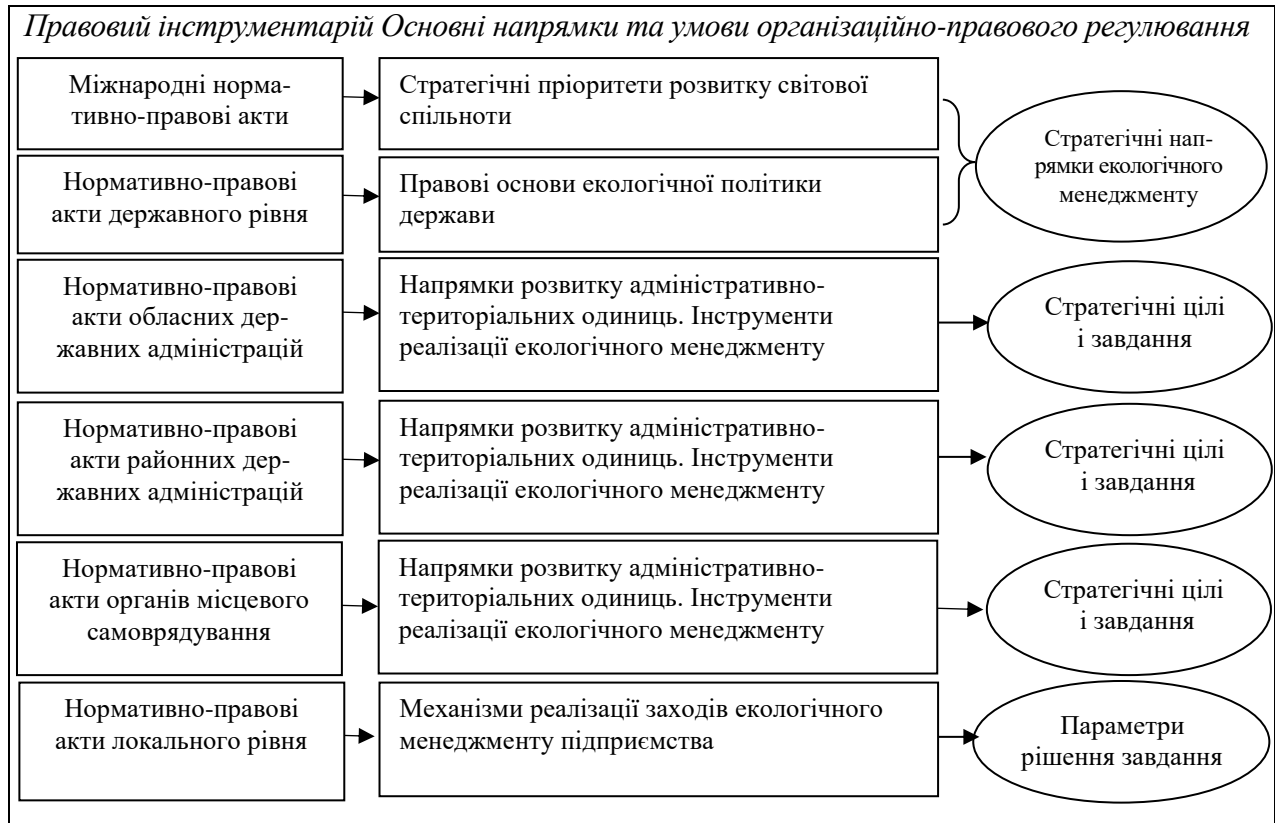 Правовий інструментарій Основні напрямки та умови організаційно-правового регулювання
Міжнародні норма-
тивно-правові акти
Стратегічні пріоритети розвитку світової
спільноти
Нормативно-правові
акти державного рівня
Правові основи екологічної політики
держави
Стратегічні нап-
рямки екологічного
менеджменту
Нормативно-правові
акти обласних дер-
жавних адміністрацій
Напрямки розвитку адміністративно-
територіальних одиниць. Інструменти
реалізації екологічного менеджменту
Стратегічні цілі
і завдання
Нормативно-правові
акти районних дер-
жавних адміністрацій
Напрямки розвитку адміністративно-
територіальних одиниць. Інструменти
реалізації екологічного менеджменту
Стратегічні цілі
і завдання
Нормативно-правові
акти органів місцевого
самоврядування
Напрямки розвитку адміністративно-
територіальних одиниць. Інструменти
реалізації екологічного менеджменту
Стратегічні цілі
і завдання
Нормативно-правові
акти локального рівня
Механізми реалізації заходів екологічного
менеджменту підприємства
Параметри
рішення завдання